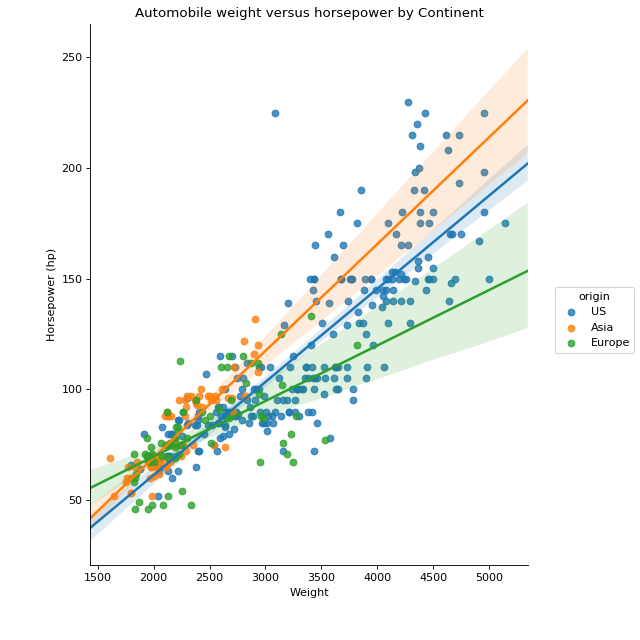 Automobile weight versus horsepower by Continent
250
200
150
100
50
Horsepower (hp)
1500 2000 2500 3000 3500 4000 4500 5000
Weight
origin
US
Asia
Europe